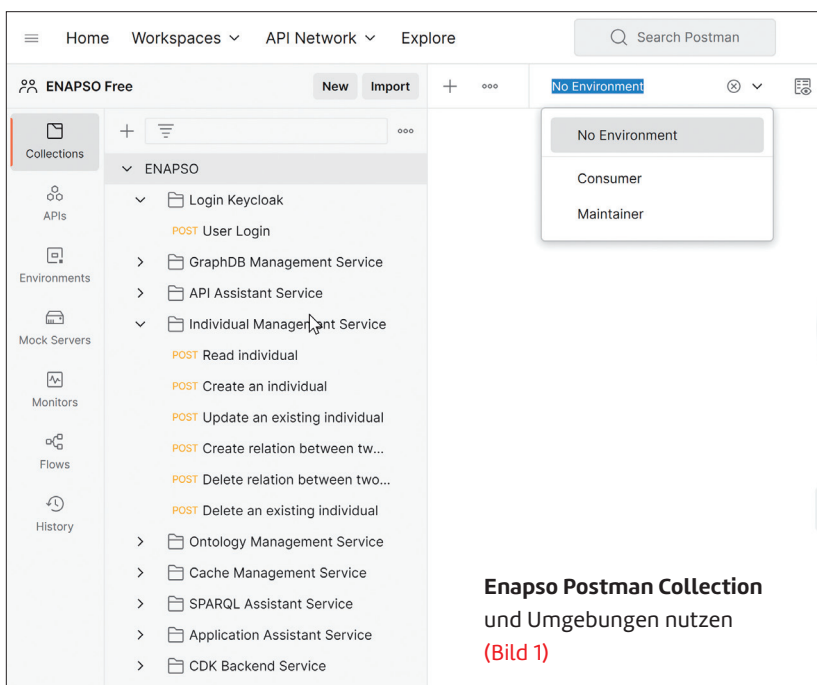 Home Workspaces API Network Explore Search Postman
ENAPSO Free New Import No Environment
Collections
APIs
Environments
Mock Servers
Monitors
Flows
History
ENAPSO
Login Keycloak
POST User Login
GraphDB Management Service
API Assistant Service
Individual Management Service
POST Read individual
POST Create an individual
POST Update an existing individual
POST Create relation between tw...
POST Delete relation between two...
POST Delete an existing individual
Ontology Management Service
Cache Management Service
SPARQL Assistant Service
Application Assistant Service
CDK Backend Service
No Environment
Consumer
Maintainer
Enapso Postman Collection
und Umgebungen nutzen
(Bild 1)